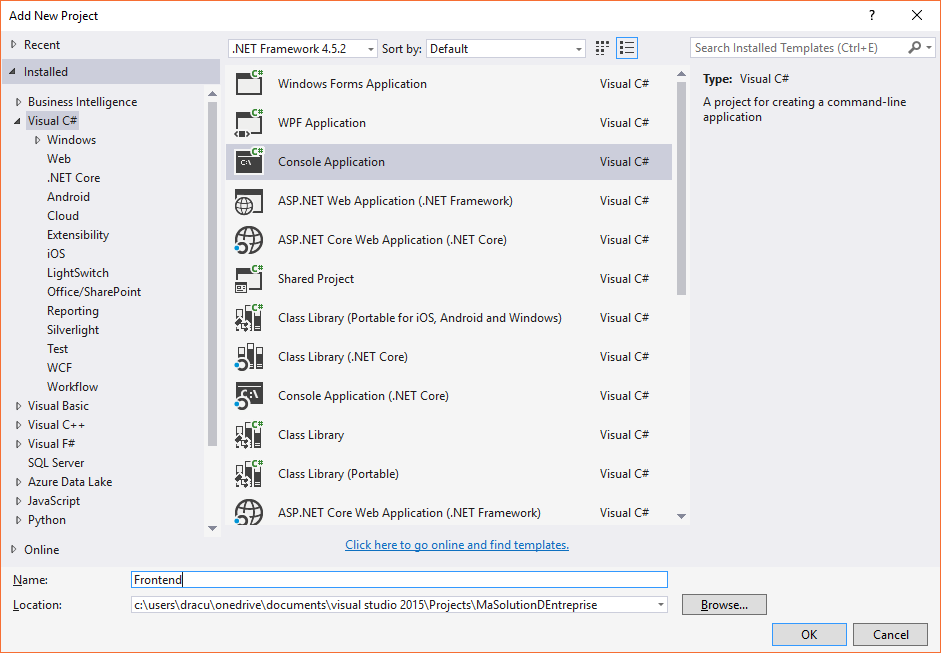 Add New Project
?
Recent
.NET Framework 4.5.2
Sort by:
Default
Search Installed Templates (Ctrl+E)
Installed
Business Intelligence
Visual C#
Windows
Web
.NET Core
Android
Cloud
Extensibility
iOS
LightSwitch
Office/SharePoint
Reporting
Silverlight
Test
WCF
Workflow
Visual Basic
Visual C++
Visual F#
SQL Server
Azure Data Lake
JavaScript
Python
Online
Windows Forms Application Visual C#
WPF Application Visual C#
Console Application Visual C#
ASP.NET Web Application (.NET Framework) Visual C#
ASP.NET Core Web Application (.NET Core) Visual C#
Shared Project Visual C#
Class Library (Portable for iOS, Android and Windows) Visual C#
Class Library (.NET Core) Visual C#
Console Application (.NET Core) Visual C#
Class Library Visual C#
Class Library (Portable) Visual C#
ASP.NET Core Web Application (.NET Framework) Visual C#
Click here to go online and find templates.
Type: Visual C#
A project for creating a command-line
application
Name: Frontend
Location: c:\users\dracu\onedrive\documents\visual studio 2015\Projects\MaSolutionDEntreprise
Browse...
OK
Cancel